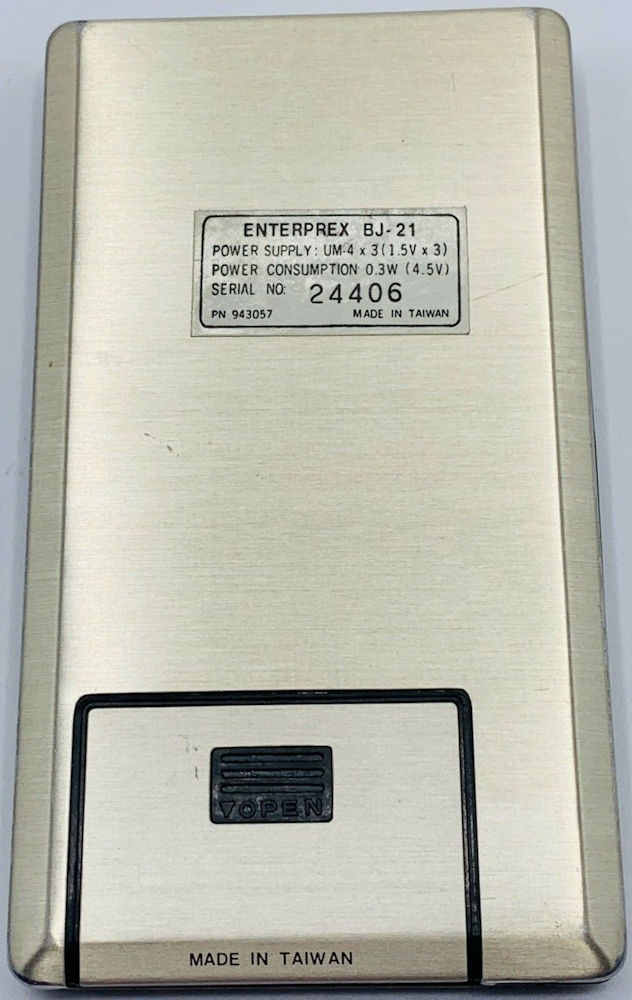 ENTERPREX BJ-21
POWER SUPPLY: UM-4 x 3(1.5V x 3)
POWER CONSUMPTION 0.3W (4.5V)
SERIAL NO: 24406
PN 943057 MADE IN TAIWAN
▽OPEN
MADE IN TAIWAN